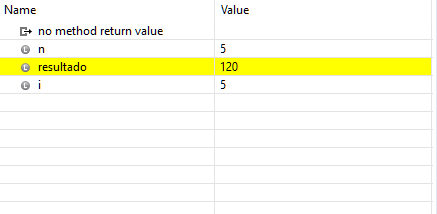 Name Value
no method return value
n 5
resultado 120
i 5